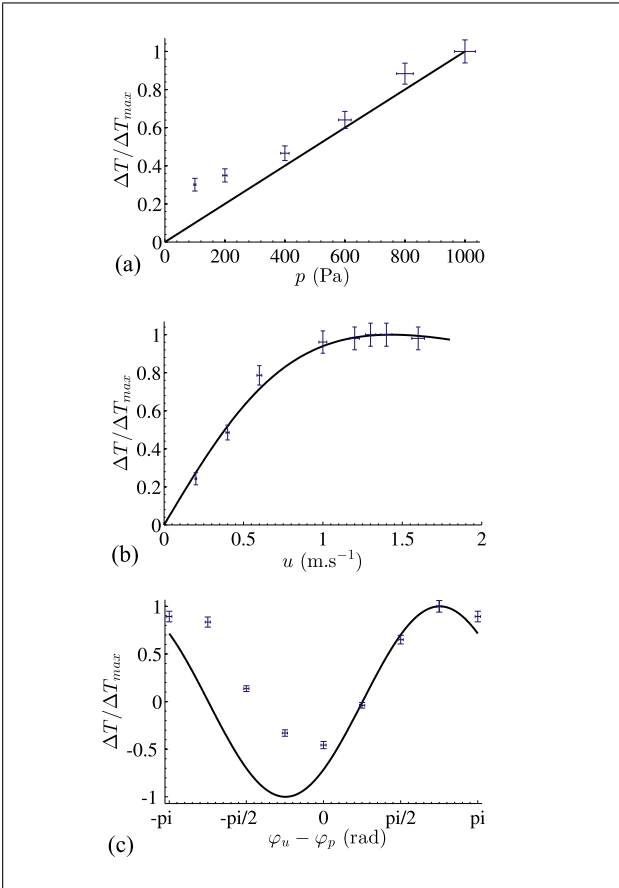 1
0.8
0.6
0.4
0.2
0
ΔT/ΔT_max
0 200 400 600 800 1000
p (Pa)
(a)
1
0.8
0.6
0.4
0.2
0
ΔT/ΔT_max
0 0.5 1 1.5 2
u (m.s⁻¹)
(b)
1
0.5
0
-0.5
-1
ΔT/ΔT_max
-pi -pi/2 0 pi/2 pi
φ_u − φ_p (rad)
(c)